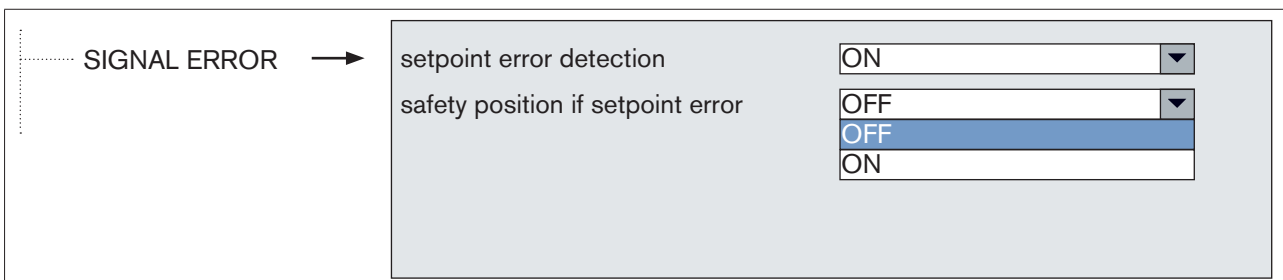 SIGNAL ERROR
setpoint error detection ON
safety position if setpoint error OFF
OFF
ON